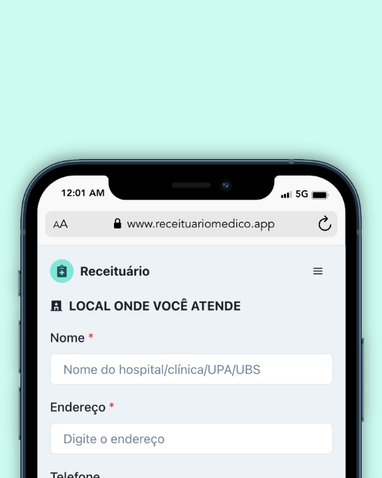 12:01 AM
5G
AA
www.receituariomedico.app
Receituário
LOCAL ONDE VOCÊ ATENDE
Nome *
Nome do hospital/clínica/UPA/UBS
Endereço *
Digite o endereço
Telefone